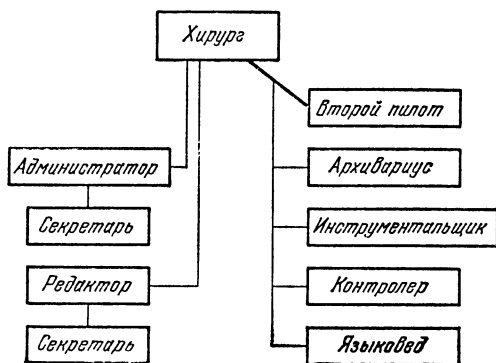 Хирург
Второй пилот
Администратор
Архивариус
Секретарь
Инструментальщик
Редактор
Контролер
Секретарь
Языковед